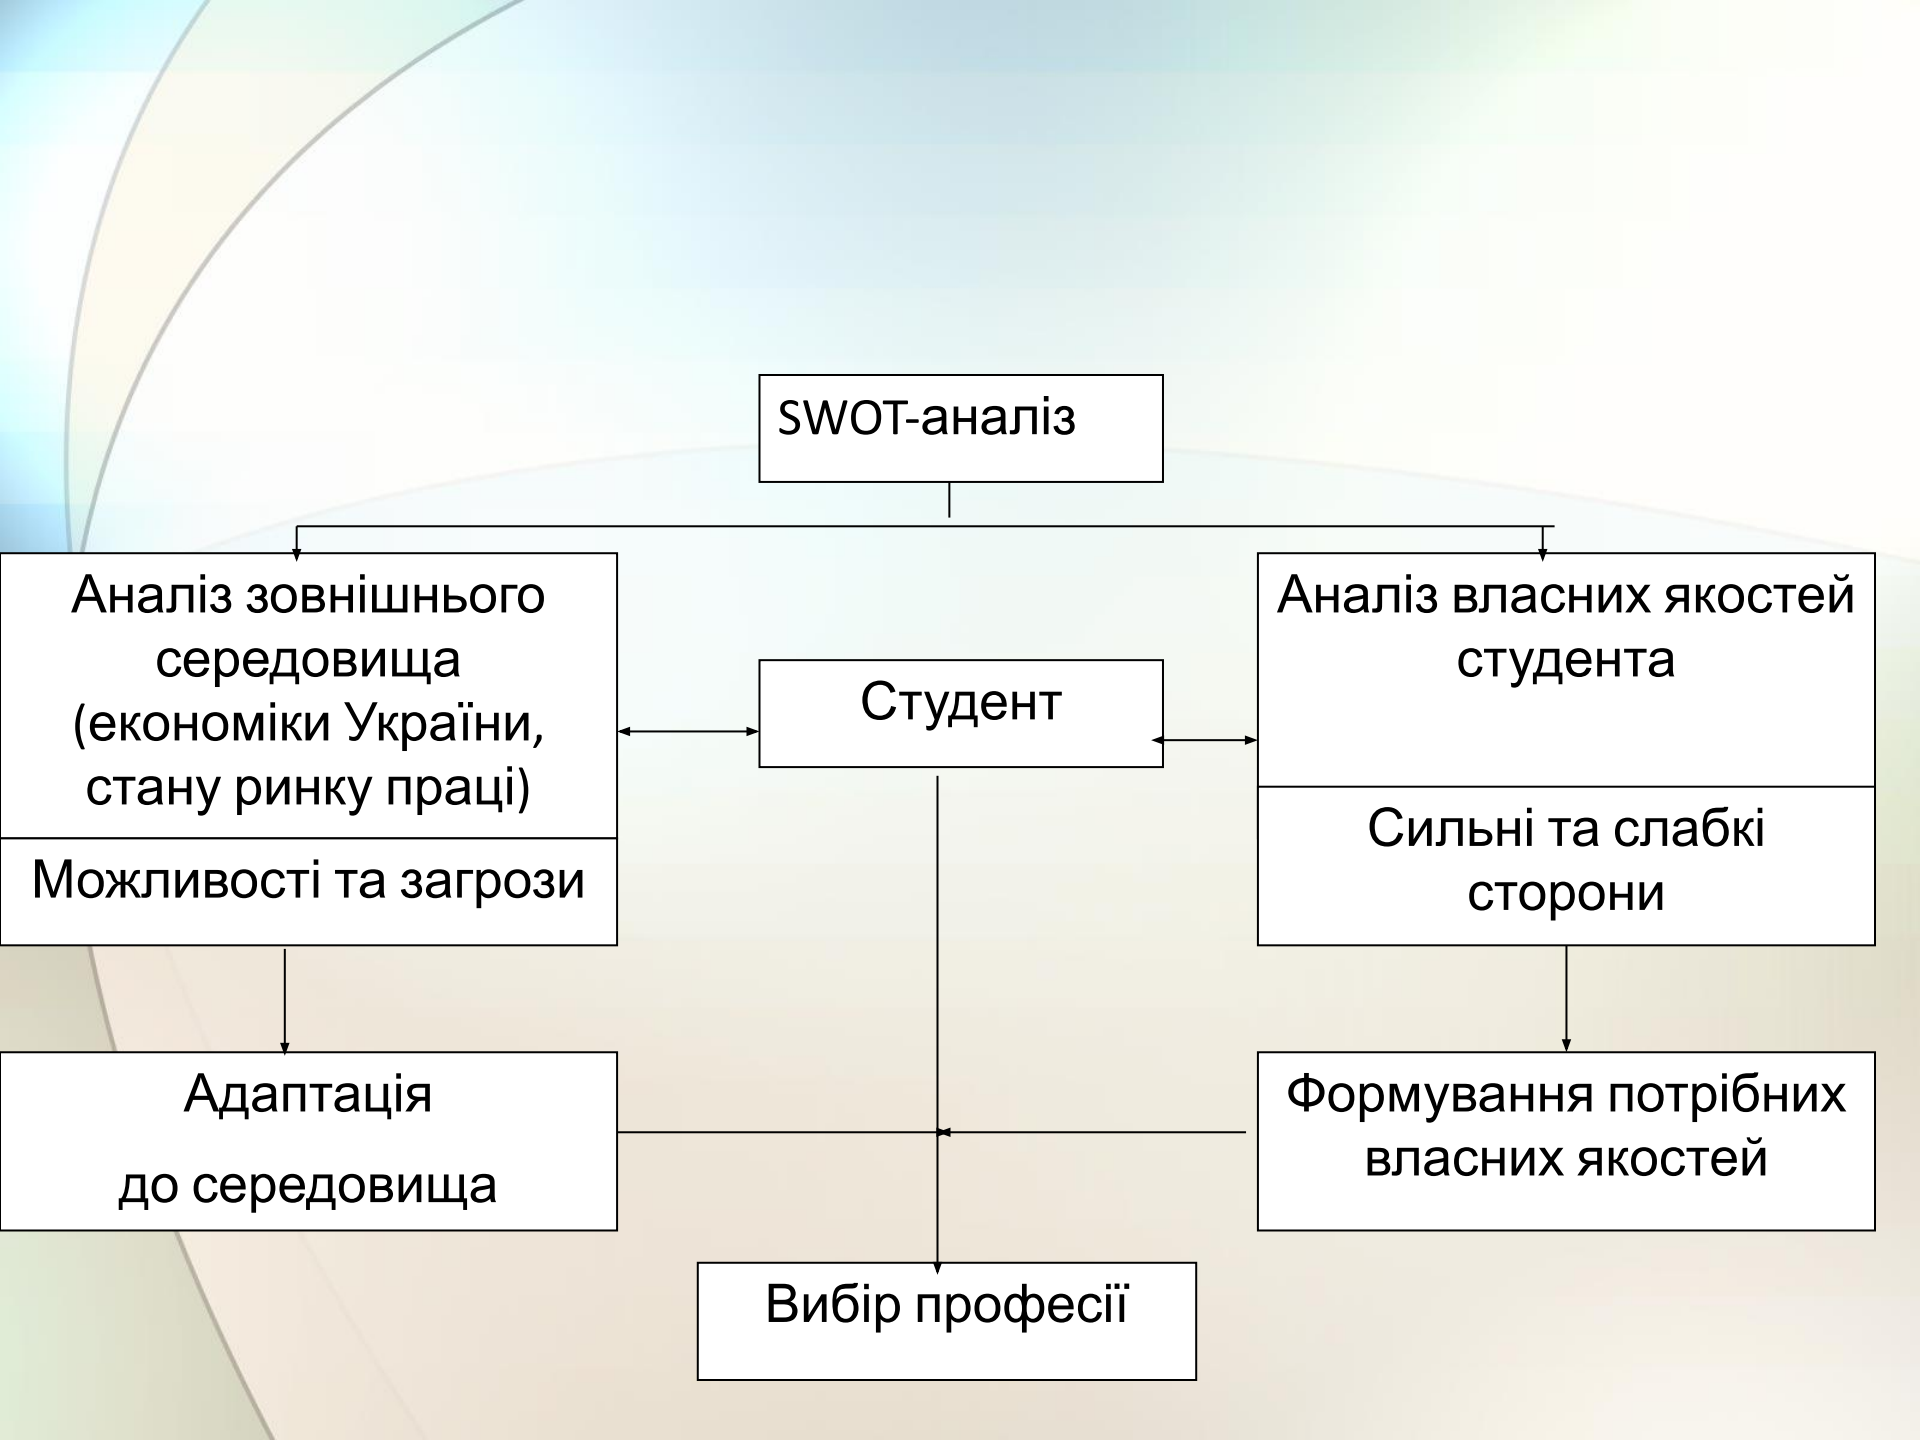 SWOT-аналіз
Аналіз зовнішнього
середовища
(економіки України,
стану ринку праці)
Можливості та загрози
Студент
Аналіз власних якостей
студента
Сильні та слабкі
сторони
Адаптація
до середовища
Формування потрібних
власних якостей
Вибір професії